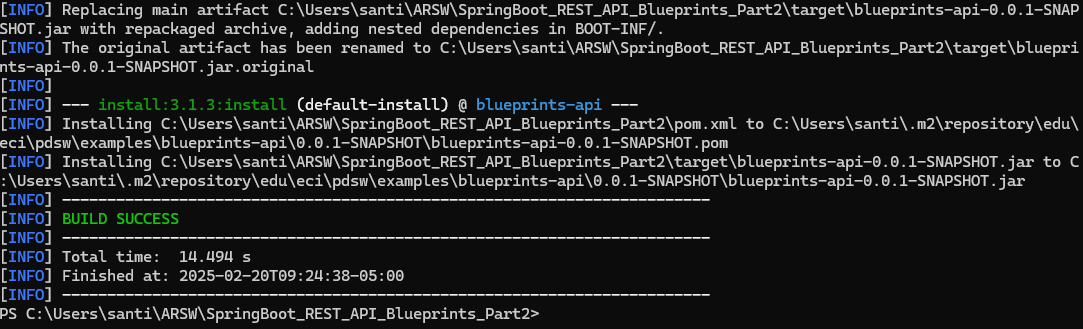 [INFO] Replacing main artifact C:\Users\santi\ARSW\SpringBoot_REST_API_Blueprints_Part2\target\blueprints-api-0.0.1-SNAP
SHOT.jar with repackaged archive, adding nested dependencies in BOOT-INF/.
[INFO] The original artifact has been renamed to C:\Users\santi\ARSW\SpringBoot_REST_API_Blueprints_Part2\target\bluepri
nts-api-0.0.1-SNAPSHOT.jar.original
[INFO]
[INFO] --- install:3.1.3:install (default-install) @ blueprints-api ---
[INFO] Installing C:\Users\santi\ARSW\SpringBoot_REST_API_Blueprints_Part2\pom.xml to C:\Users\santi\.m2\repository\edu\
eci\pdsw\examples\blueprints-api\0.0.1-SNAPSHOT\blueprints-api-0.0.1-SNAPSHOT.pom
[INFO] Installing C:\Users\santi\ARSW\SpringBoot_REST_API_Blueprints_Part2\target\blueprints-api-0.0.1-SNAPSHOT.jar to C
:\Users\santi\.m2\repository\edu\eci\pdsw\examples\blueprints-api\0.0.1-SNAPSHOT\blueprints-api-0.0.1-SNAPSHOT.jar
[INFO] ------------------------------------------------------------------------
[INFO] BUILD SUCCESS
[INFO] ------------------------------------------------------------------------
[INFO] Total time:  14.494 s
[INFO] Finished at: 2025-02-20T09:24:38-05:00
[INFO] ------------------------------------------------------------------------
PS C:\Users\santi\ARSW\SpringBoot_REST_API_Blueprints_Part2>